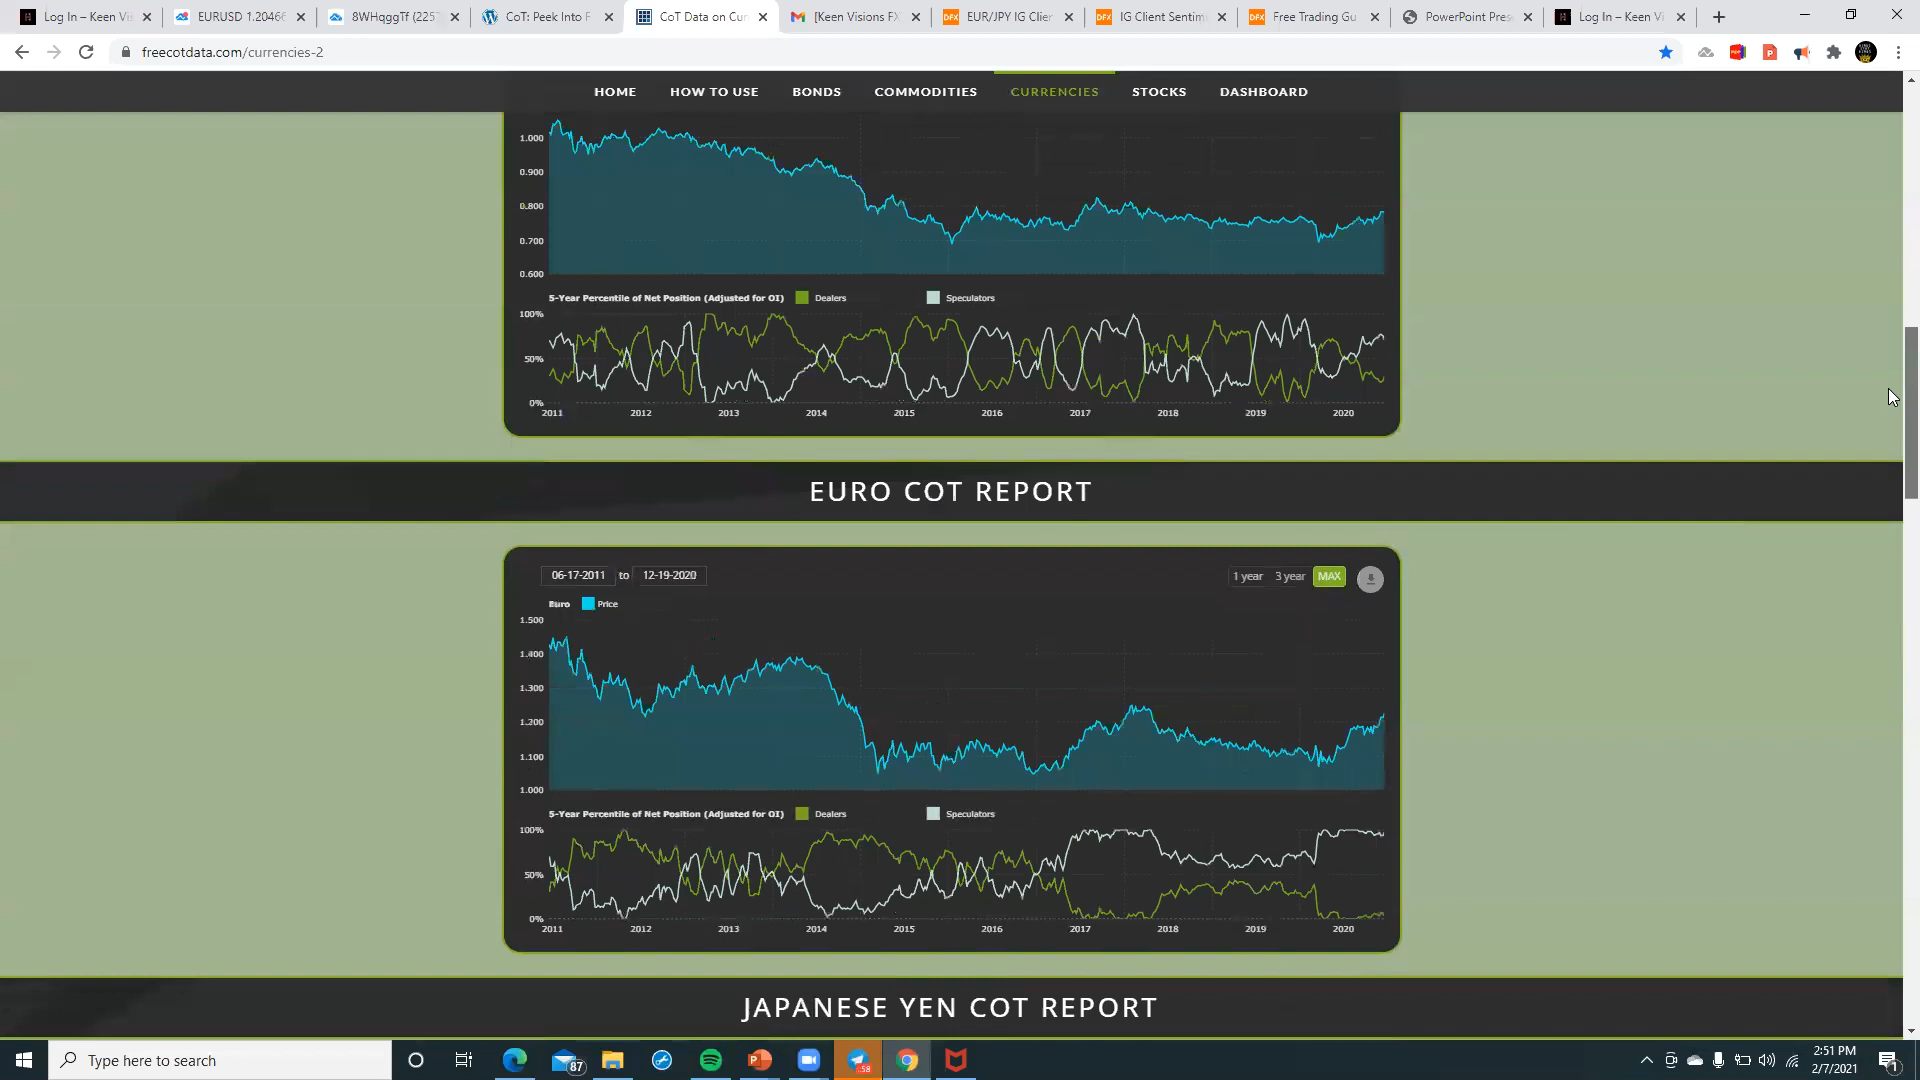 Log In – Keen Vi
EURUSD 1.20466
8WHqggTf (2257
CoT: Peek Into F
CoT Data on Curr
[Keen Visions FX
EUR/JPY IG Clien
IG Client Sentim
Free Trading Gu
PowerPoint Pres
Log In – Keen Vi
freecotdata.com/currencies-2
HOME HOW TO USE BONDS COMMODITIES CURRENCIES STOCKS DASHBOARD
1.000
0.900
0.800
0.700
0.600
5-Year Percentile of Net Position (Adjusted for OI) Dealers Speculators
100%
50%
0%
2011 2012 2013 2014 2015 2016 2017 2018 2019 2020
EURO COT REPORT
06-17-2011 to 12-19-2020 1 year 3 year MAX
Euro Price
1.500
1.400
1.300
1.200
1.100
1.000
5-Year Percentile of Net Position (Adjusted for OI) Dealers Speculators
100%
50%
0%
2011 2012 2013 2014 2015 2016 2017 2018 2019 2020
JAPANESE YEN COT REPORT
Type here to search
87
58
2:51 PM
2/7/2021
1